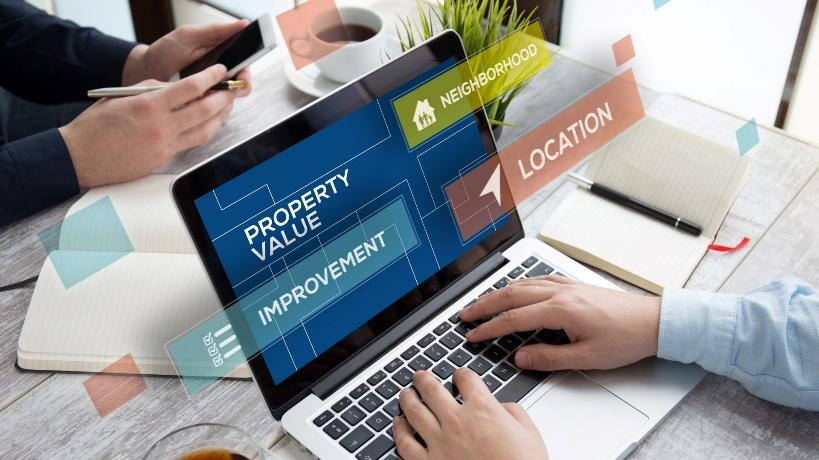 NEIGHBORHOOD
LOCATION
PROPERTY
VALUE
IMPROVEMENT